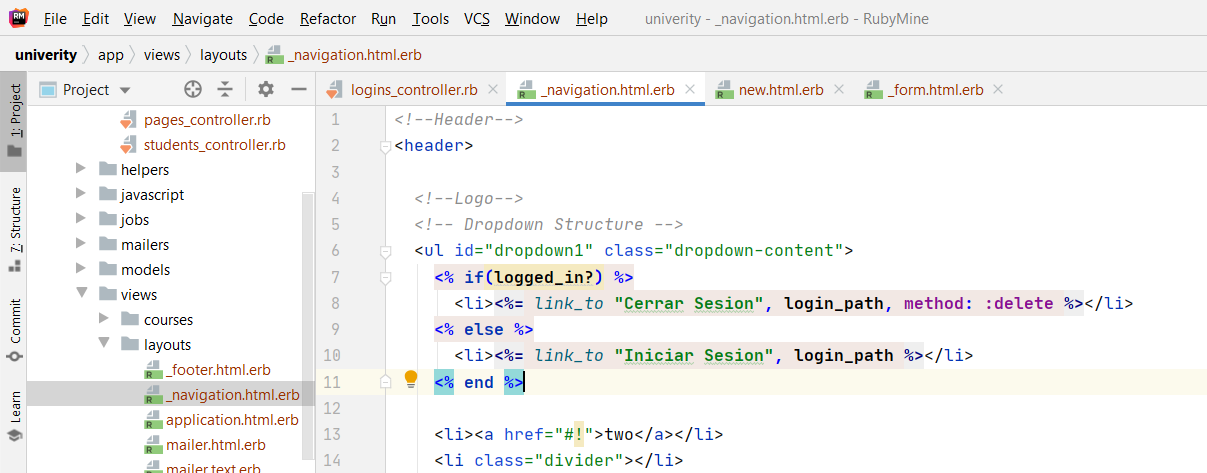 File Edit View Navigate Code Refactor Run Tools VCS Window Help univerity - _navigation.html.erb - RubyMine
univerity app views layouts _navigation.html.erb
1: Project
7: Structure
Commit
Learn
Project
pages_controller.rb
students_controller.rb
helpers
javascript
jobs
mailers
models
views
courses
layouts
_footer.html.erb
_navigation.html.erb
application.html.erb
mailer.html.erb
mailer.text.erb
logins_controller.rb _navigation.html.erb new.html.erb _form.html.erb
1 <!--Header-->
2 <header>
3
4 <!--Logo-->
5 <!-- Dropdown Structure -->
6 <ul id="dropdown1" class="dropdown-content">
7 <% if(logged_in?) %>
8 <li><%= link_to "Cerrar Sesion", login_path, method: :delete %></li>
9 <% else %>
10 <li><%= link_to "Iniciar Sesion", login_path %></li>
11 <% end %>
12
13 <li><a href="#!">two</a></li>
14 <li class="divider"></li>